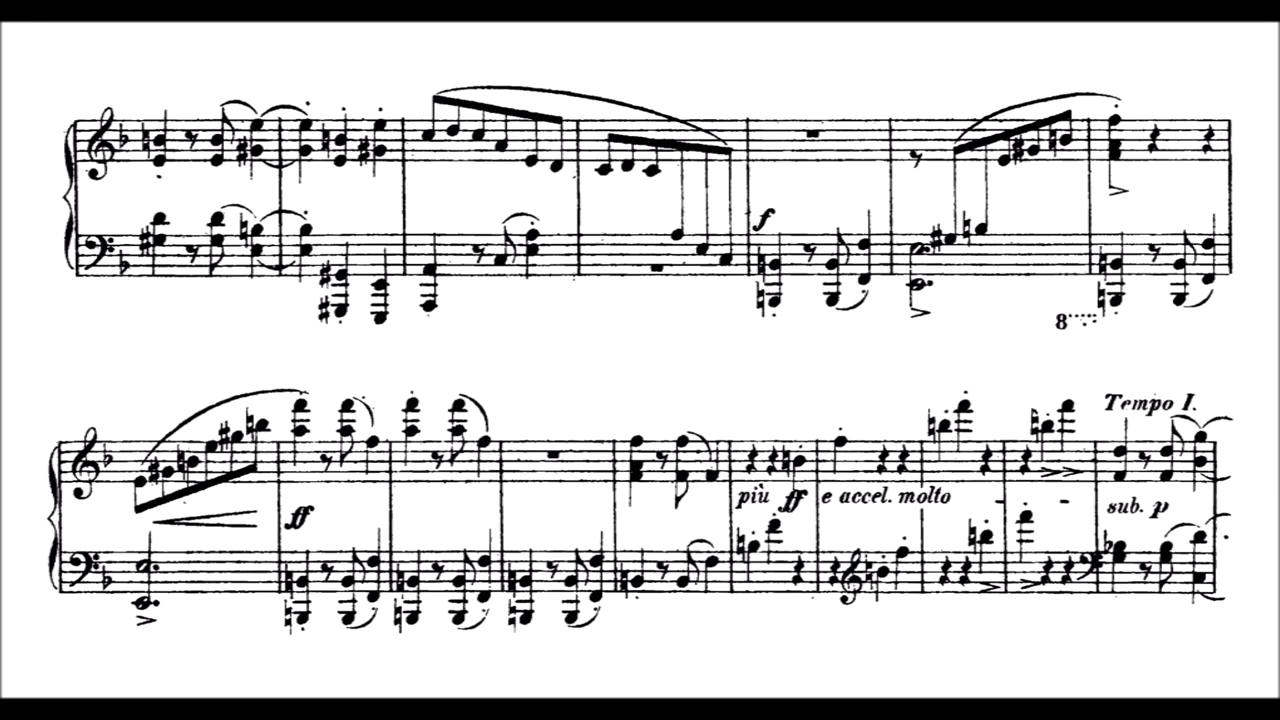 f
8
Tempo I.
ff
più ff e accel. molto - -
sub. p